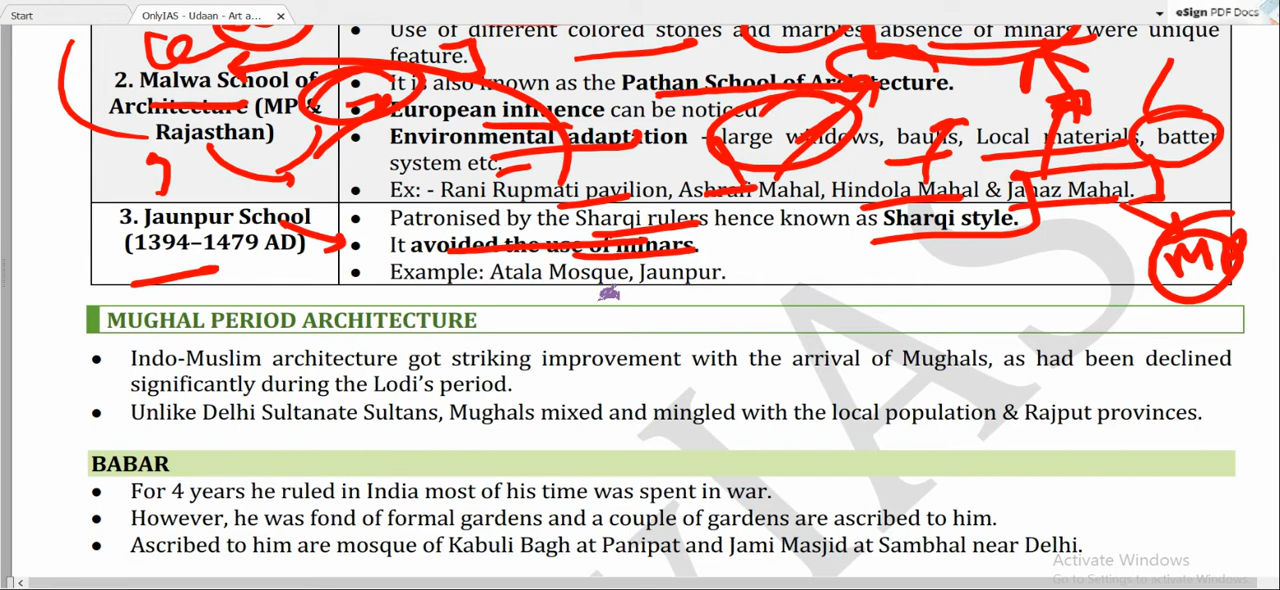 Start
OnlyIAS - Udaan - Art a...
eSign PDF Docs
Use of different colored stones and marbles, absence of minars were unique
feature.
2. Malwa School of
Architecture (MP &
Rajasthan)
It is also known as the Pathan School of Architecture.
European influence can be noticed
Environmental adaptation - large windows, baulis, Local materials, batter
system etc.
Ex: - Rani Rupmati pavilion, Ashrafi Mahal, Hindola Mahal & Jahaz Mahal.
3. Jaunpur School
(1394–1479 AD)
Patronised by the Sharqi rulers hence known as Sharqi style.
It avoided the use of minars.
Example: Atala Mosque, Jaunpur.
MUGHAL PERIOD ARCHITECTURE
Indo-Muslim architecture got striking improvement with the arrival of Mughals, as had been declined
significantly during the Lodi's period.
Unlike Delhi Sultanate Sultans, Mughals mixed and mingled with the local population & Rajput provinces.
BABAR
For 4 years he ruled in India most of his time was spent in war.
However, he was fond of formal gardens and a couple of gardens are ascribed to him.
Ascribed to him are mosque of Kabuli Bagh at Panipat and Jami Masjid at Sambhal near Delhi.
Activate Windows
Go to Settings to activate Windows.
IAS